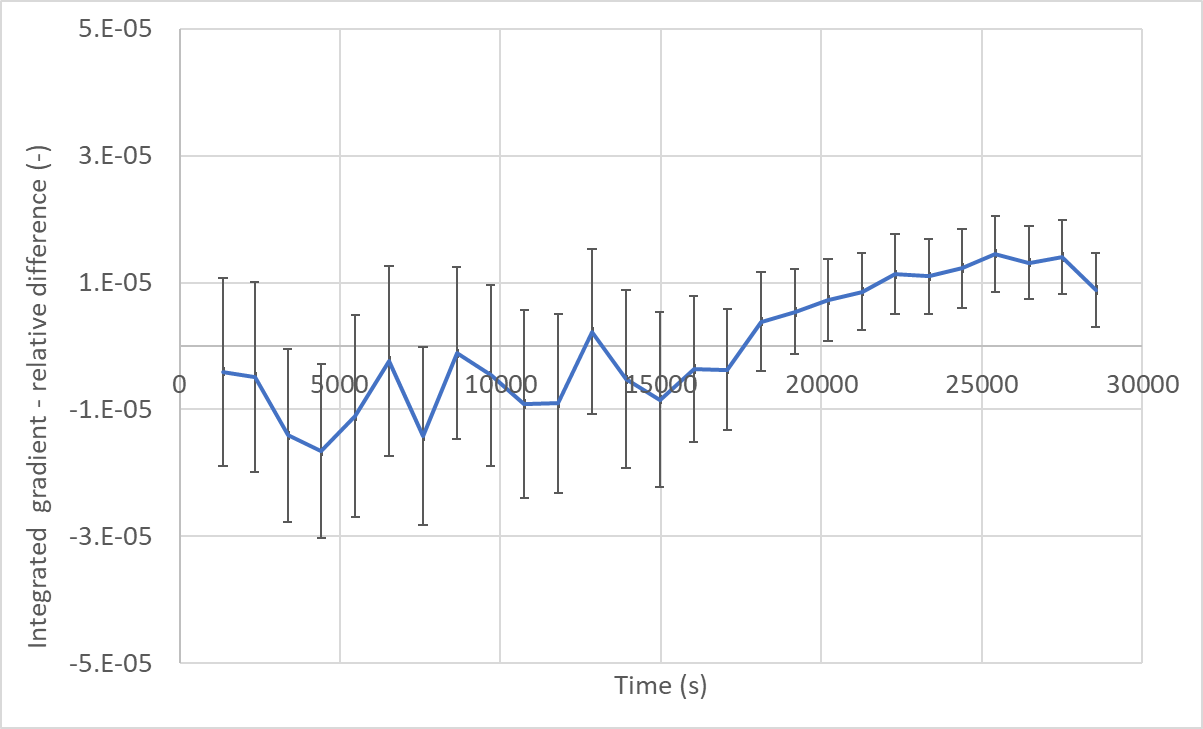 5.E-05
3.E-05
1.E-05
-1.E-05
-3.E-05
-5.E-05
0
5000
10000
15000
20000
25000
30000
Integrated gradient - relative difference (-)
Time (s)